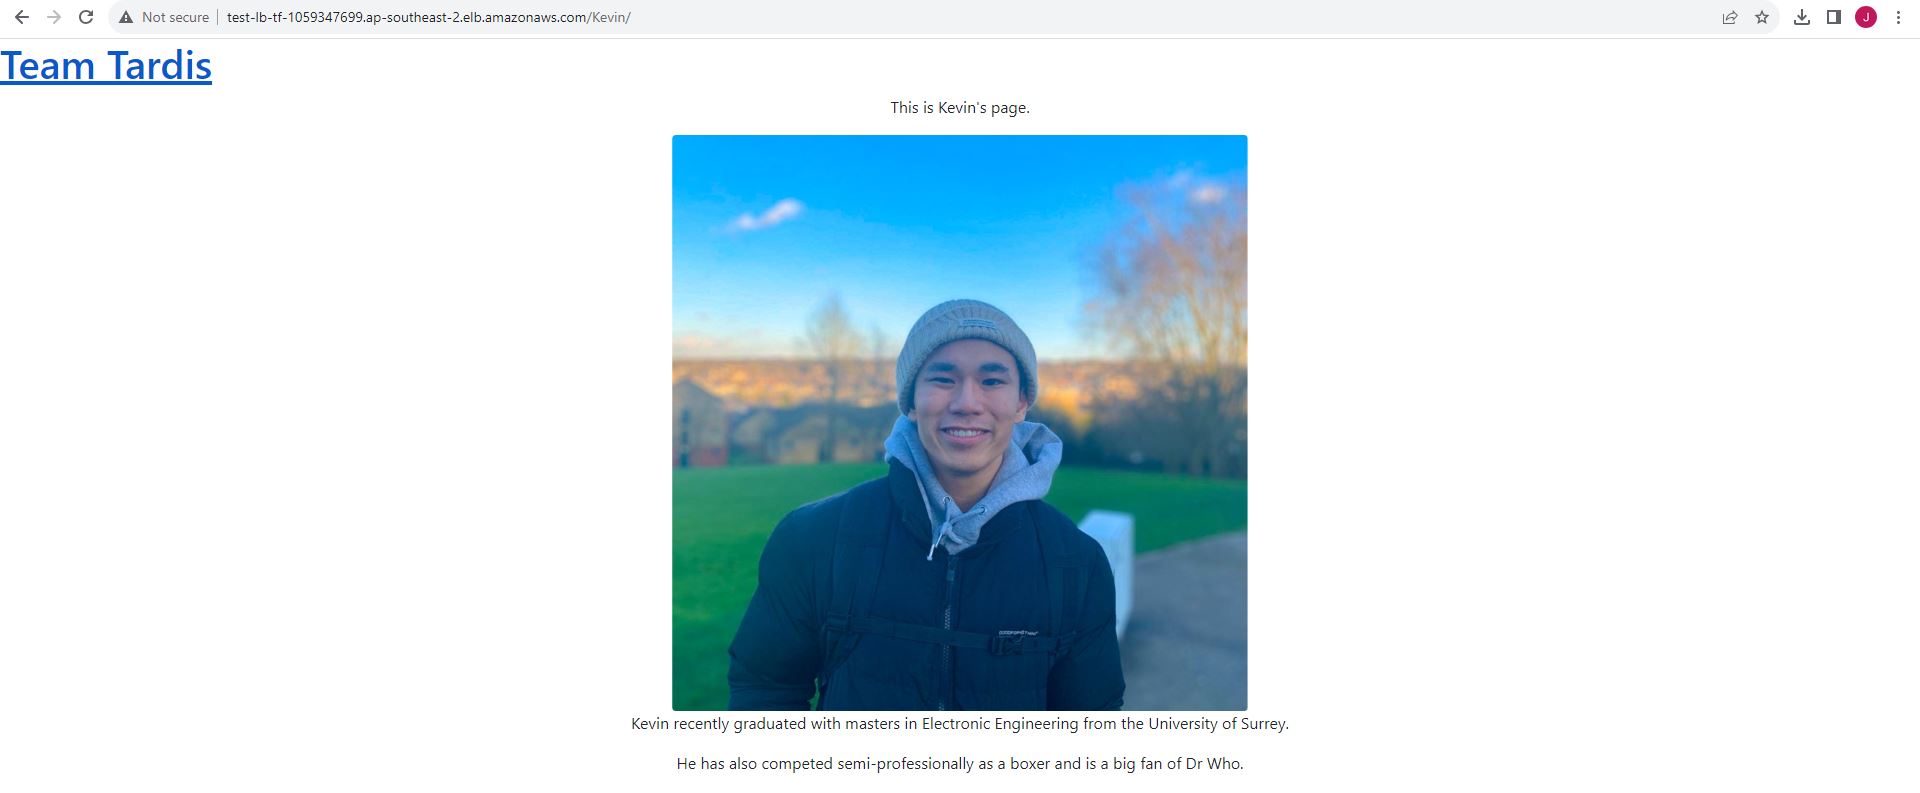 Not secure
test-lb-tf-1059347699.ap-southeast-2.elb.amazonaws.com/Kevin/
J
Team Tardis
This is Kevin's page.
Kevin recently graduated with masters in Electronic Engineering from the University of Surrey.
He has also competed semi-professionally as a boxer and is a big fan of Dr Who.